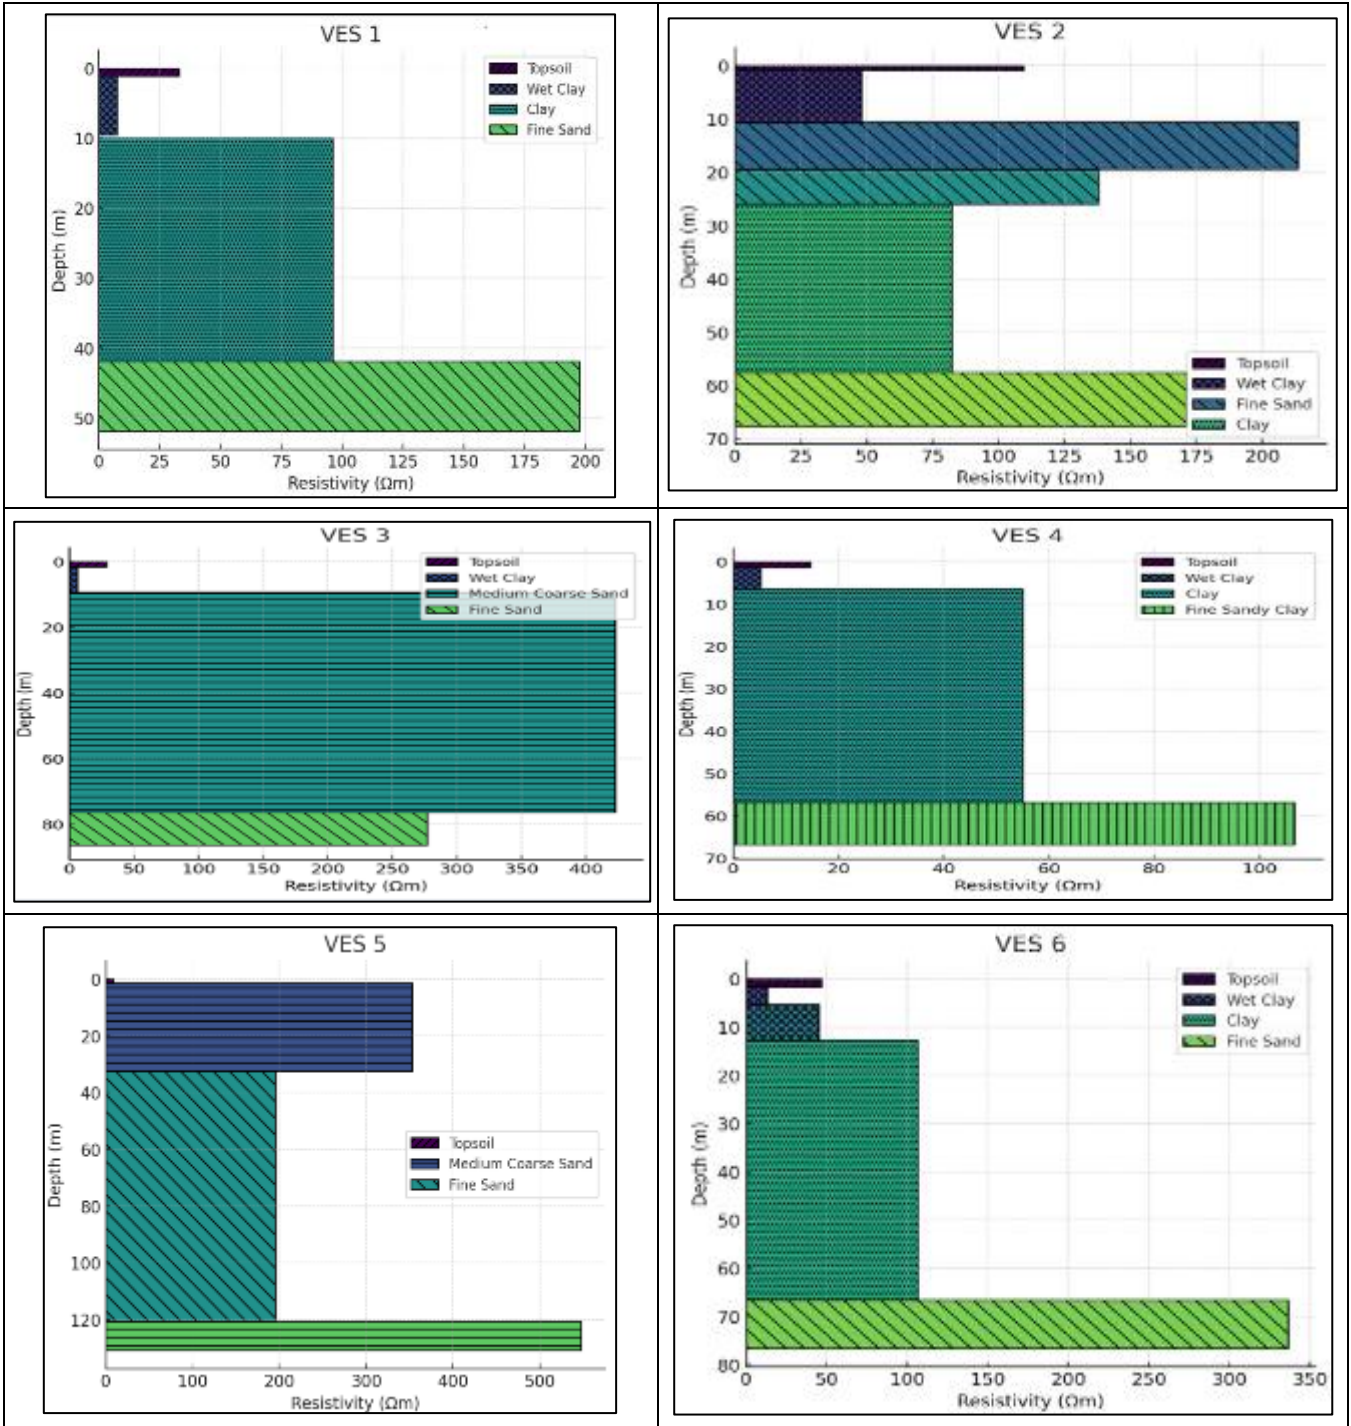 VES 1
0
10
20
30
40
50
Depth (m)
Topsoil
Wet Clay
Clay
Fine Sand
0 25 50 75 100 125 150 175 200
Resistivity (Ωm)
VES 2
0
10
20
30
40
50
60
70
Depth (m)
Topsoil
Wet Clay
Fine Sand
Clay
0 25 50 75 100 125 150 175 200
Resistivity (Ωm)
VES 3
0
20
40
60
80
Depth (m)
Topsoil
Wet Clay
Medium Coarse Sand
Fine Sand
0 50 100 150 200 250 300 350 400
Resistivity (Ωm)
VES 4
0
10
20
30
40
50
60
70
Depth (m)
Topsoil
Wet Clay
Clay
Fine Sandy Clay
0 20 40 60 80 100
Resistivity (Ωm)
VES 5
0
20
40
60
80
100
120
Depth (m)
Topsoil
Medium Coarse Sand
Fine Sand
0 100 200 300 400 500
Resistivity (Ωm)
VES 6
0
10
20
30
40
50
60
70
80
Depth (m)
Topsoil
Wet Clay
Clay
Fine Sand
0 50 100 150 200 250 300 350
Resistivity (Ωm)